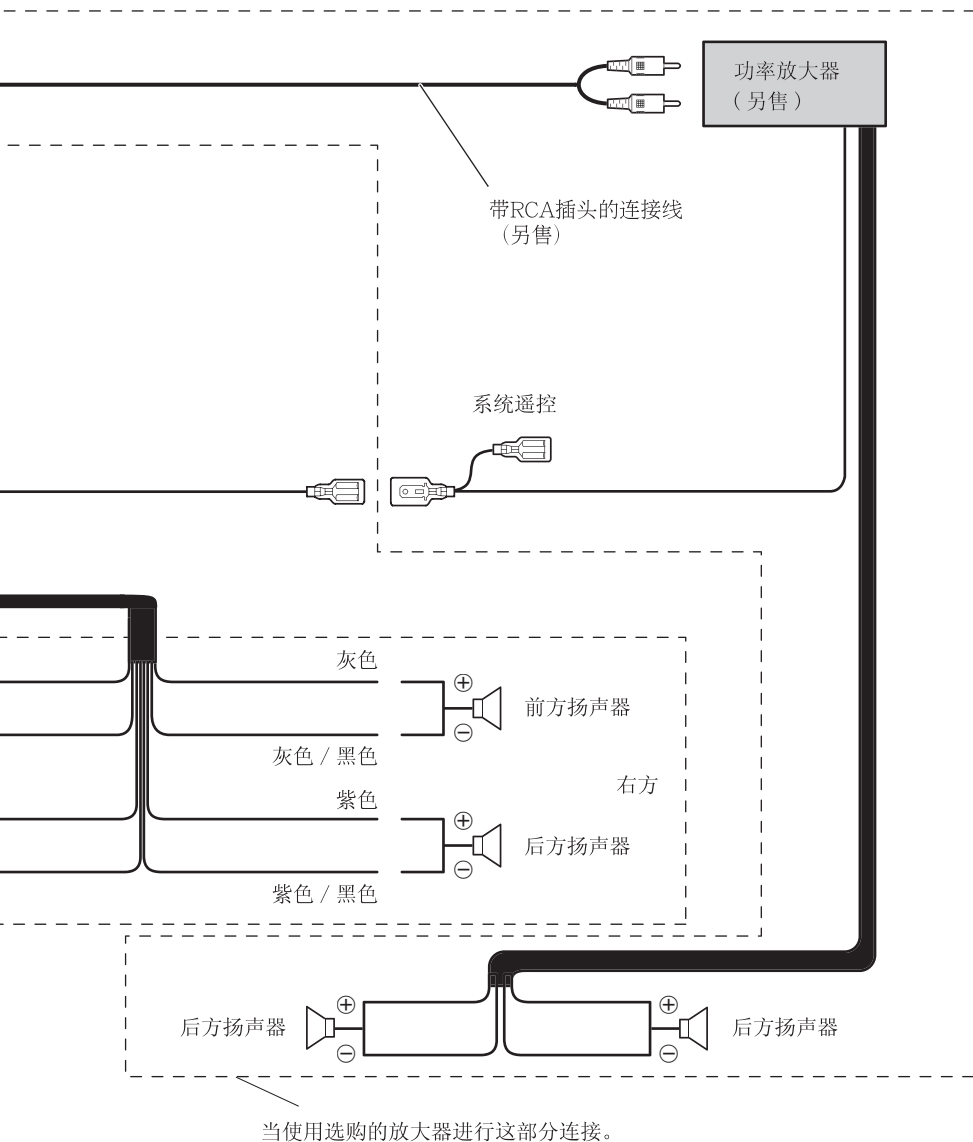 功率放大器
(另售)
带RCA插头的连接线
(另售)
系统遥控
灰色
前方扬声器
灰色 / 黑色
右方
紫色
后方扬声器
紫色 / 黑色
后方扬声器
后方扬声器
当使用选购的放大器进行这部分连接。